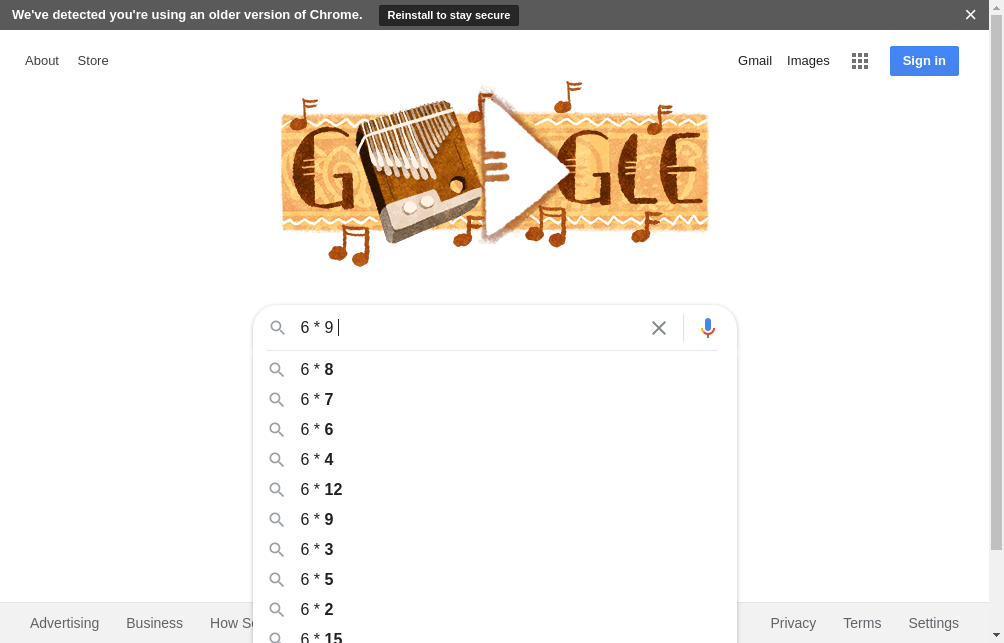 We've detected you're using an older version of Chrome. Reinstall to stay secure
About Store Gmail Images Sign in
G GLE
6 * 9
6 * 8
6 * 7
6 * 6
6 * 4
6 * 12
6 * 9
6 * 3
6 * 5
6 * 2
6 * 15
Advertising Business How Privacy Terms Settings